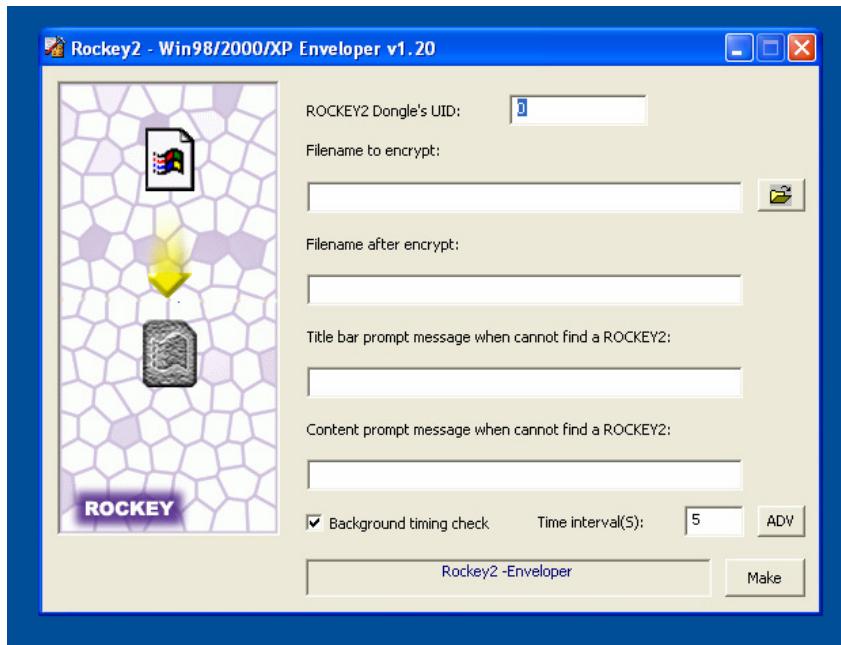 Rockey2 - Win98/2000/XP Enveloper v1.20
ROCKEY2 Dongle's UID: 0
Filename to encrypt:
Filename after encrypt:
Title bar prompt message when cannot find a ROCKEY2:
Content prompt message when cannot find a ROCKEY2:
ROCKEY
Background timing check Time interval(S): 5 ADV
Rockey2 -Enveloper Make